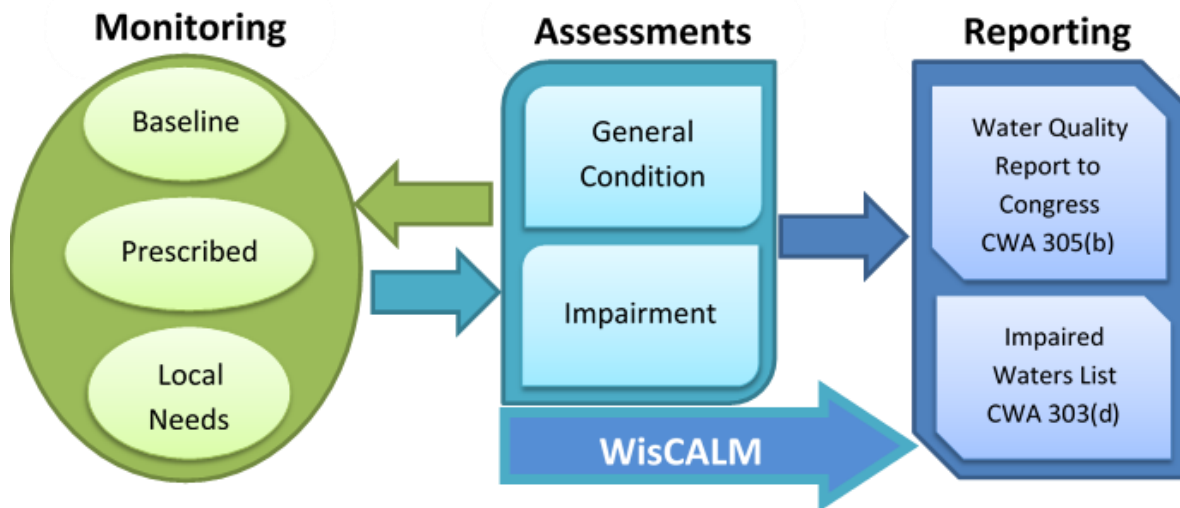 Monitoring
Baseline
Prescribed
Local
Needs
Assessments
General
Condition
Impairment
WisCALM
Reporting
Water Quality
Report to
Congress
CWA 305(b)
Impaired
Waters List
CWA 303(d)